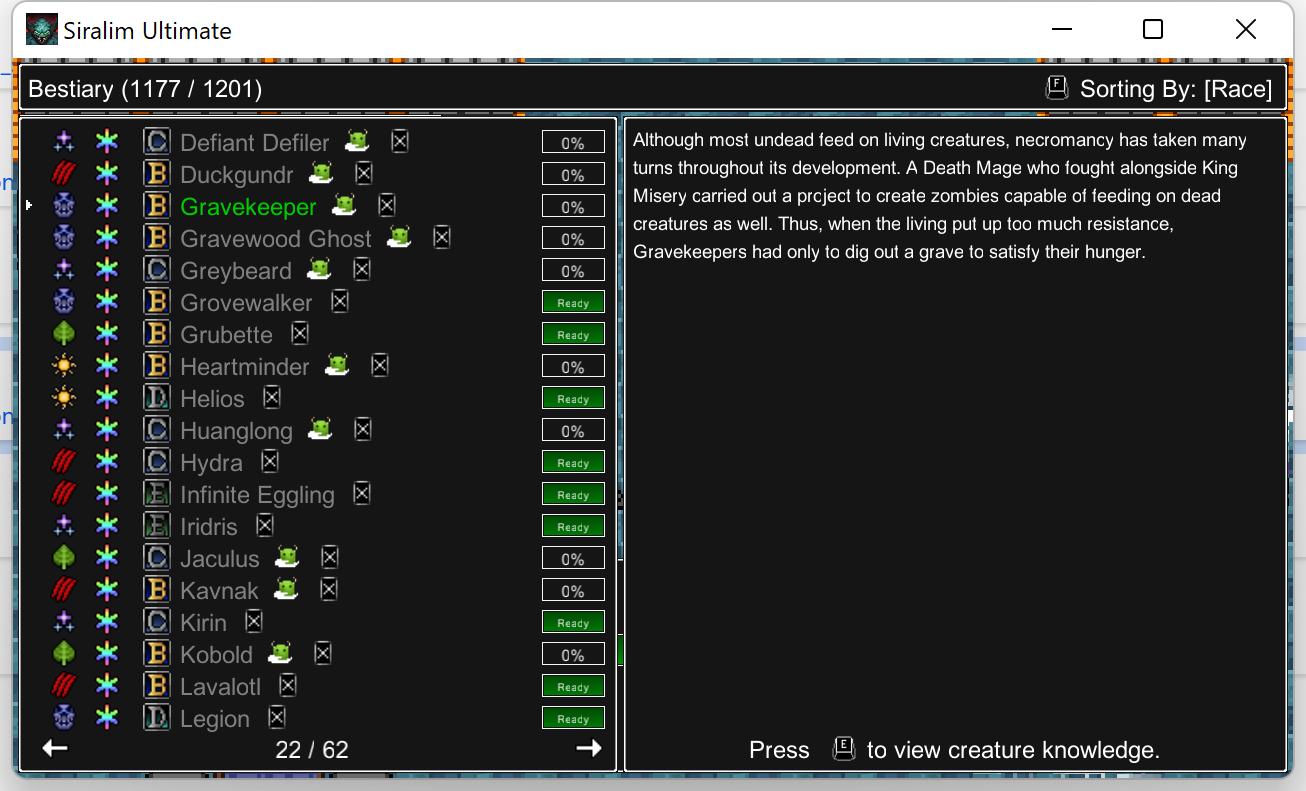 Siralim Ultimate
Bestiary (1177 / 1201)
F Sorting By: [Race]
C Defiant Defiler 0%
B Duckgundr 0%
B Gravekeeper 0%
B Gravewood Ghost 0%
C Greybeard 0%
B Grovewalker Ready
B Grubette Ready
B Heartminder 0%
D Helios Ready
C Huanglong 0%
C Hydra Ready
E Infinite Eggling Ready
E Iridris Ready
C Jaculus 0%
B Kavnak 0%
C Kirin Ready
B Kobold 0%
B Lavalotl Ready
D Legion Ready
22 / 62
Although most undead feed on living creatures, necromancy has taken many
turns throughout its development. A Death Mage who fought alongside King
Misery carried out a project to create zombies capable of feeding on dead
creatures as well. Thus, when the living put up too much resistance,
Gravekeepers had only to dig out a grave to satisfy their hunger.
Press E to view creature knowledge.